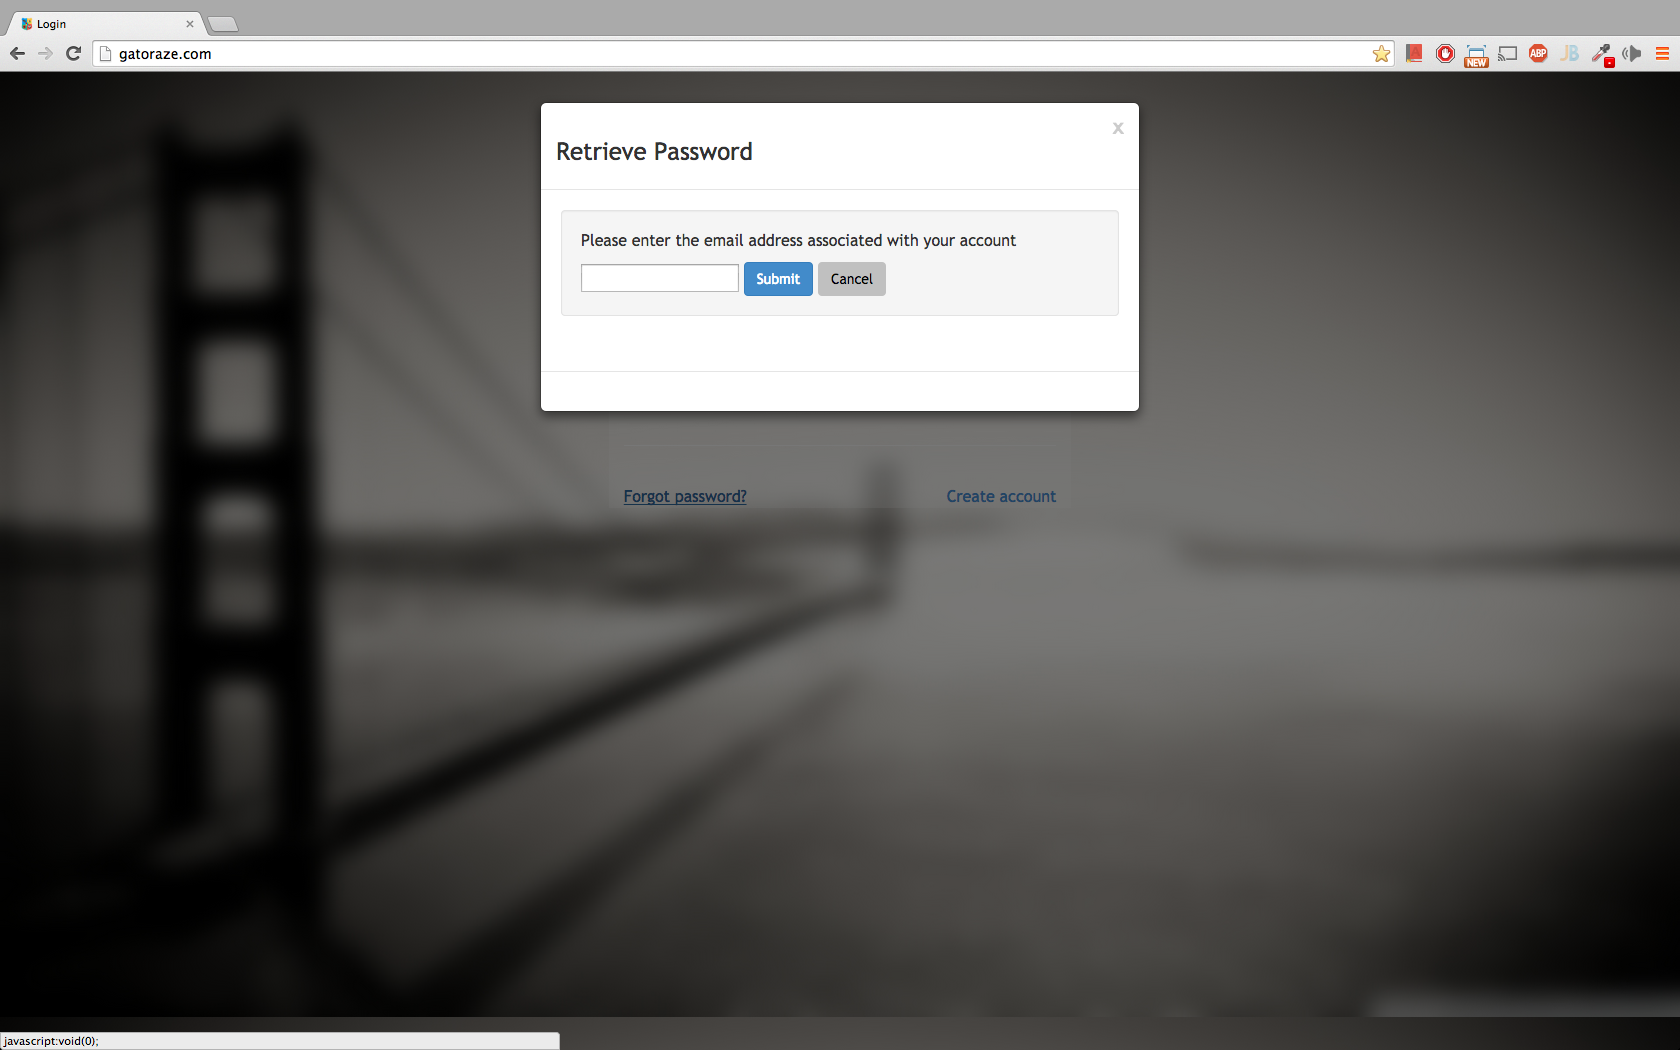 Login
gatoraze.com
NEW
ABP
JB
x
Retrieve Password
Please enter the email address associated with your account
Submit Cancel
Forgot password? Create account
javascript:void(0);